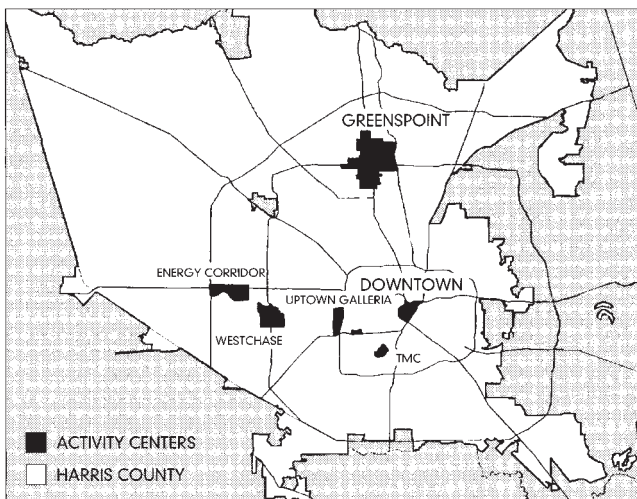 GREENSPOINT
ENERGY CORRIDOR
DOWNTOWN
UPTOWN GALLERIA
WESTCHASE
TMC
ACTIVITY CENTERS
HARRIS COUNTY